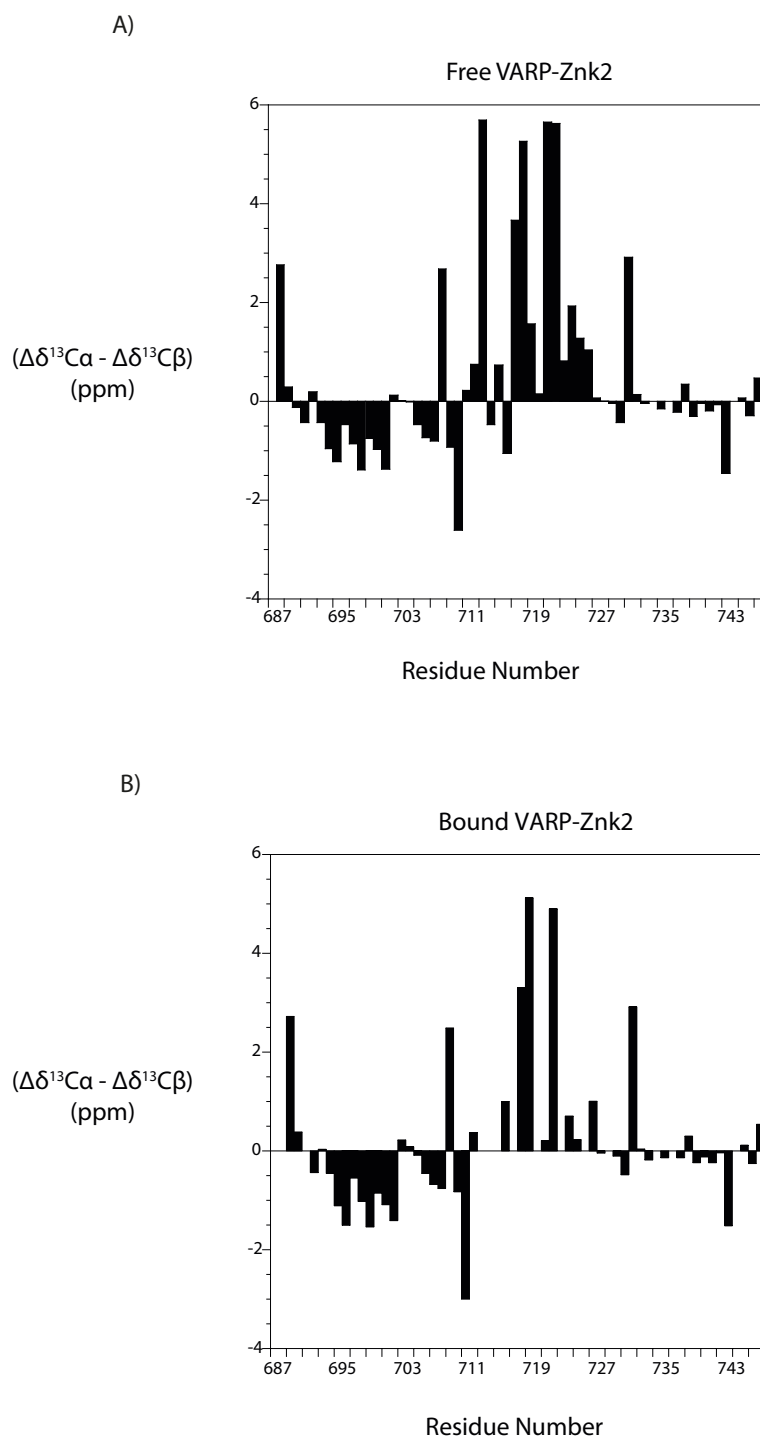 A)
Free VARP-Znk2
6
4
2
0
-2
-4
(Δδ¹³Cα - Δδ¹³Cβ)
(ppm)
687 695 703 711 719 727 735 743
Residue Number
B)
Bound VARP-Znk2
6
4
2
0
-2
-4
(Δδ¹³Cα - Δδ¹³Cβ)
(ppm)
687 695 703 711 719 727 735 743
Residue Number